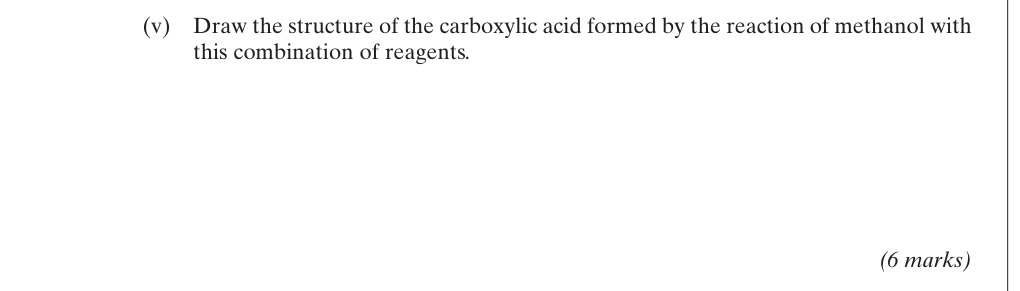 (v) Draw the structure of the carboxylic acid formed by the reaction of methanol with
this combination of reagents.
(6 marks)